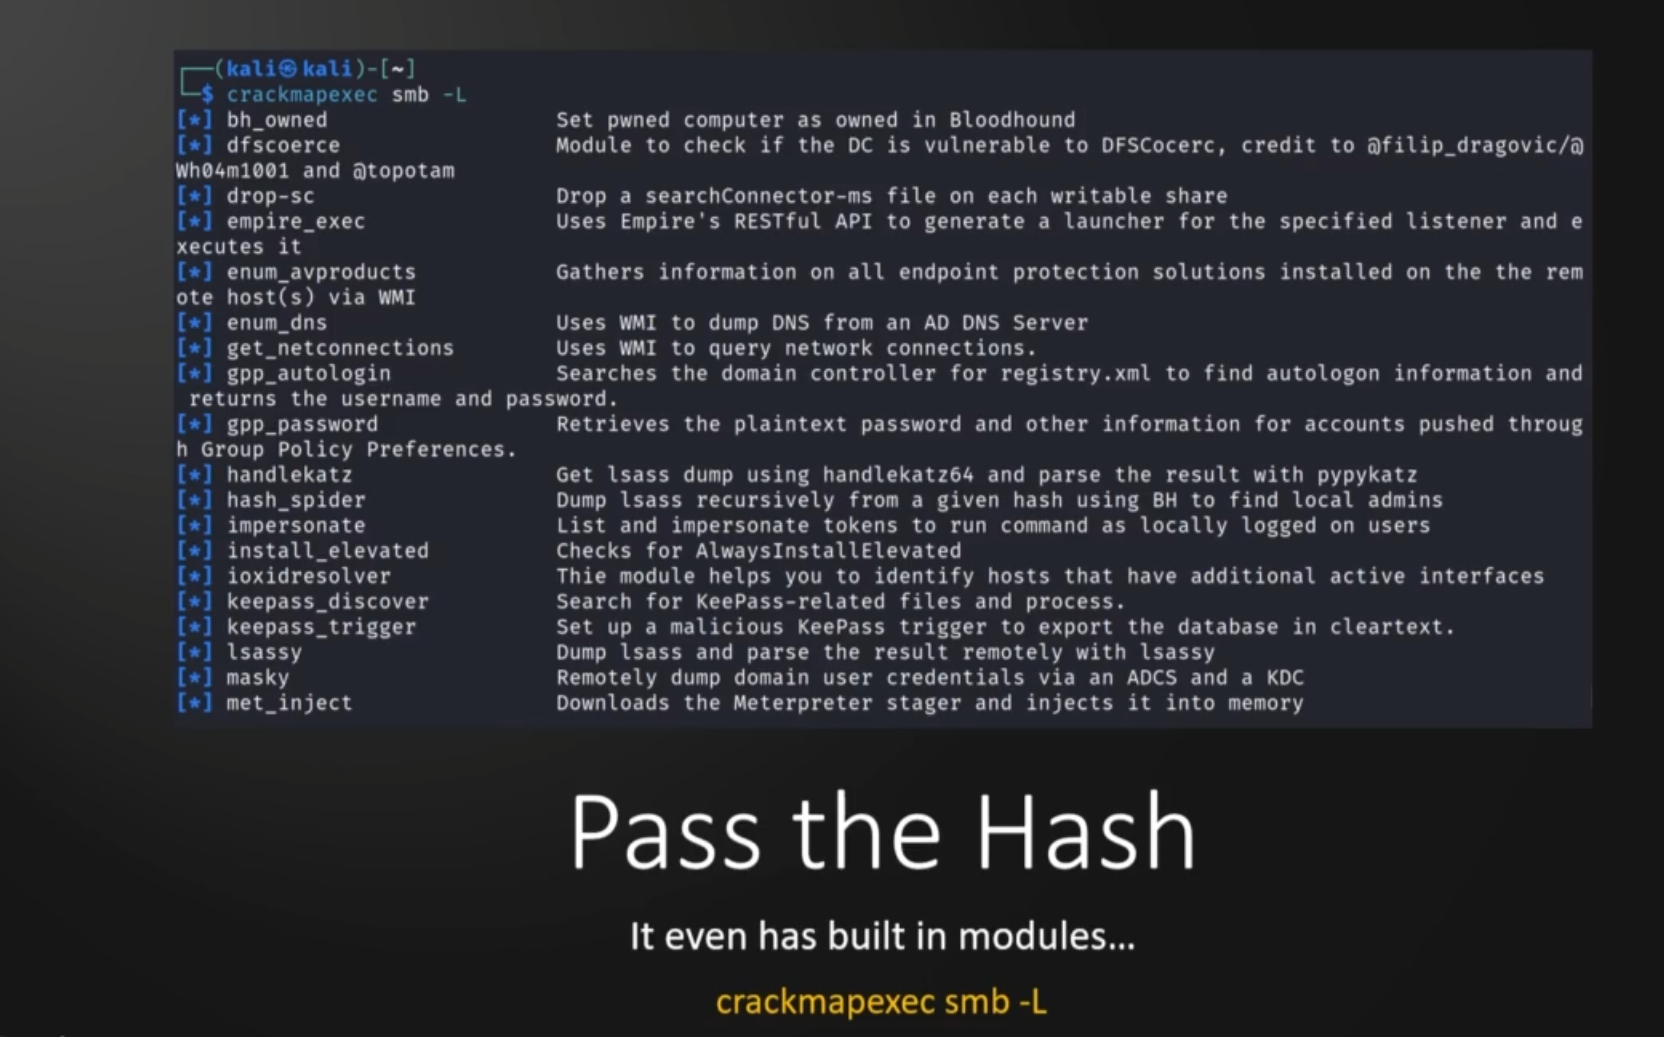 (kali㉿kali)-[~]
$ crackmapexec smb -L
[*] bh_owned Set pwned computer as owned in Bloodhound
[*] dfscoerce Module to check if the DC is vulnerable to DFSCocerc, credit to @filip_dragovic/@
Wh04m1001 and @topotam
[*] drop-sc Drop a searchConnector-ms file on each writable share
[*] empire_exec Uses Empire's RESTful API to generate a launcher for the specified listener and e
xecutes it
[*] enum_avproducts Gathers information on all endpoint protection solutions installed on the the rem
ote host(s) via WMI
[*] enum_dns Uses WMI to dump DNS from an AD DNS Server
[*] get_netconnections Uses WMI to query network connections.
[*] gpp_autologin Searches the domain controller for registry.xml to find autologon information and
returns the username and password.
[*] gpp_password Retrieves the plaintext password and other information for accounts pushed throug
h Group Policy Preferences.
[*] handlekatz Get lsass dump using handlekatz64 and parse the result with pypykatz
[*] hash_spider Dump lsass recursively from a given hash using BH to find local admins
[*] impersonate List and impersonate tokens to run command as locally logged on users
[*] install_elevated Checks for AlwaysInstallElevated
[*] ioxidresolver Thie module helps you to identify hosts that have additional active interfaces
[*] keepass_discover Search for KeePass-related files and process.
[*] keepass_trigger Set up a malicious KeePass trigger to export the database in cleartext.
[*] lsassy Dump lsass and parse the result remotely with lsassy
[*] masky Remotely dump domain user credentials via an ADCS and a KDC
[*] met_inject Downloads the Meterpreter stager and injects it into memory
Pass the Hash
It even has built in modules...
crackmapexec smb -L